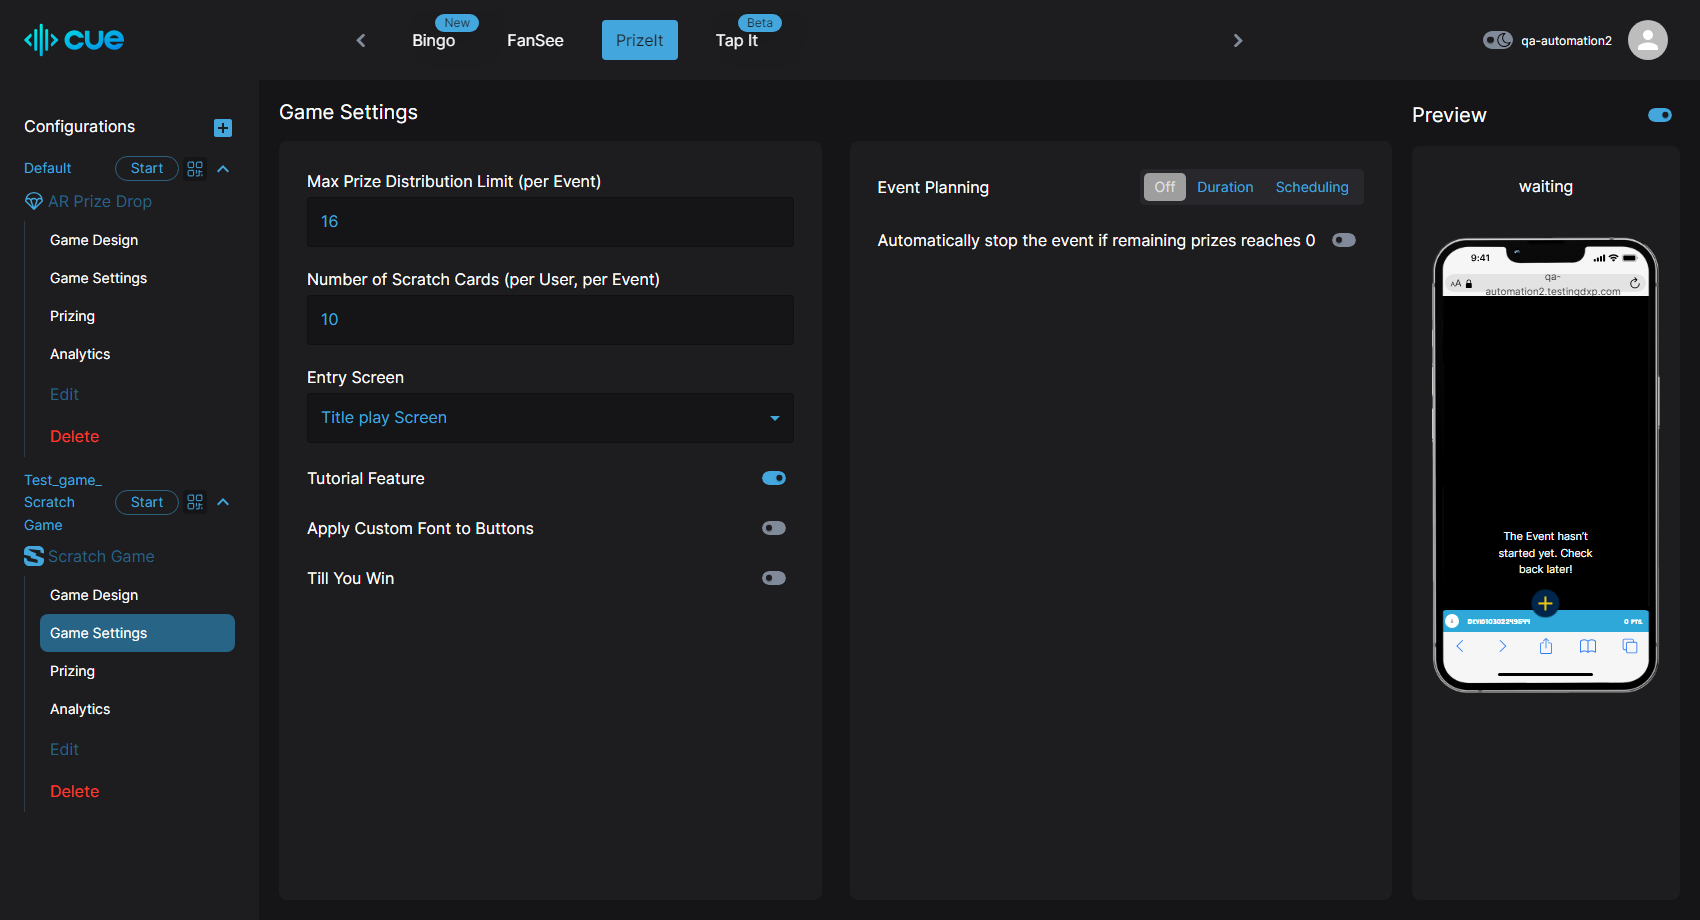 cue
New
Bingo
FanSee
PrizeIt
Beta
Tap It
qa-automation2
Configurations
Default
Start
AR Prize Drop
Game Design
Game Settings
Prizing
Analytics
Edit
Delete
Test_game_
Scratch
Game
Start
Scratch Game
Game Design
Game Settings
Prizing
Analytics
Edit
Delete
Game Settings
Max Prize Distribution Limit (per Event)
16
Number of Scratch Cards (per User, per Event)
10
Entry Screen
Title play Screen
Tutorial Feature
Apply Custom Font to Buttons
Till You Win
Event Planning
Off
Duration
Scheduling
Automatically stop the event if remaining prizes reaches 0
Preview
waiting
9:41
AA
qa-
automation2.testingdxp.com
The Event hasn't
started yet. Check
back later!
0 PTS.